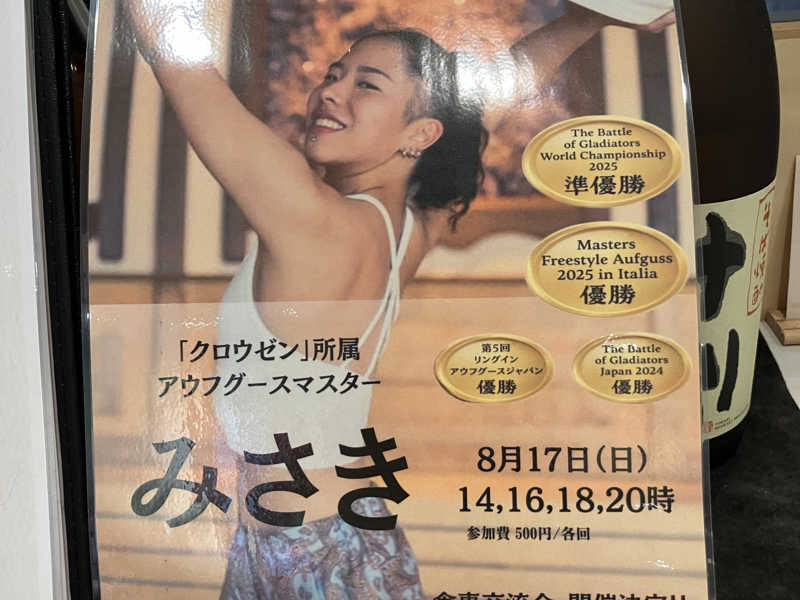 The Battle
of Gladiators
World Championship
2025
準優勝
Masters
Freestyle Aufguss
2025 in Italia
優勝
第5回
リングイン
アウフグースジャパン
優勝
The Battle
of Gladiators
Japan 2024
優勝
「クロウゼン」所属
アウフグースマスター
みさき
8月17日(日)
14,16,18,20時
参加費 500円/各回